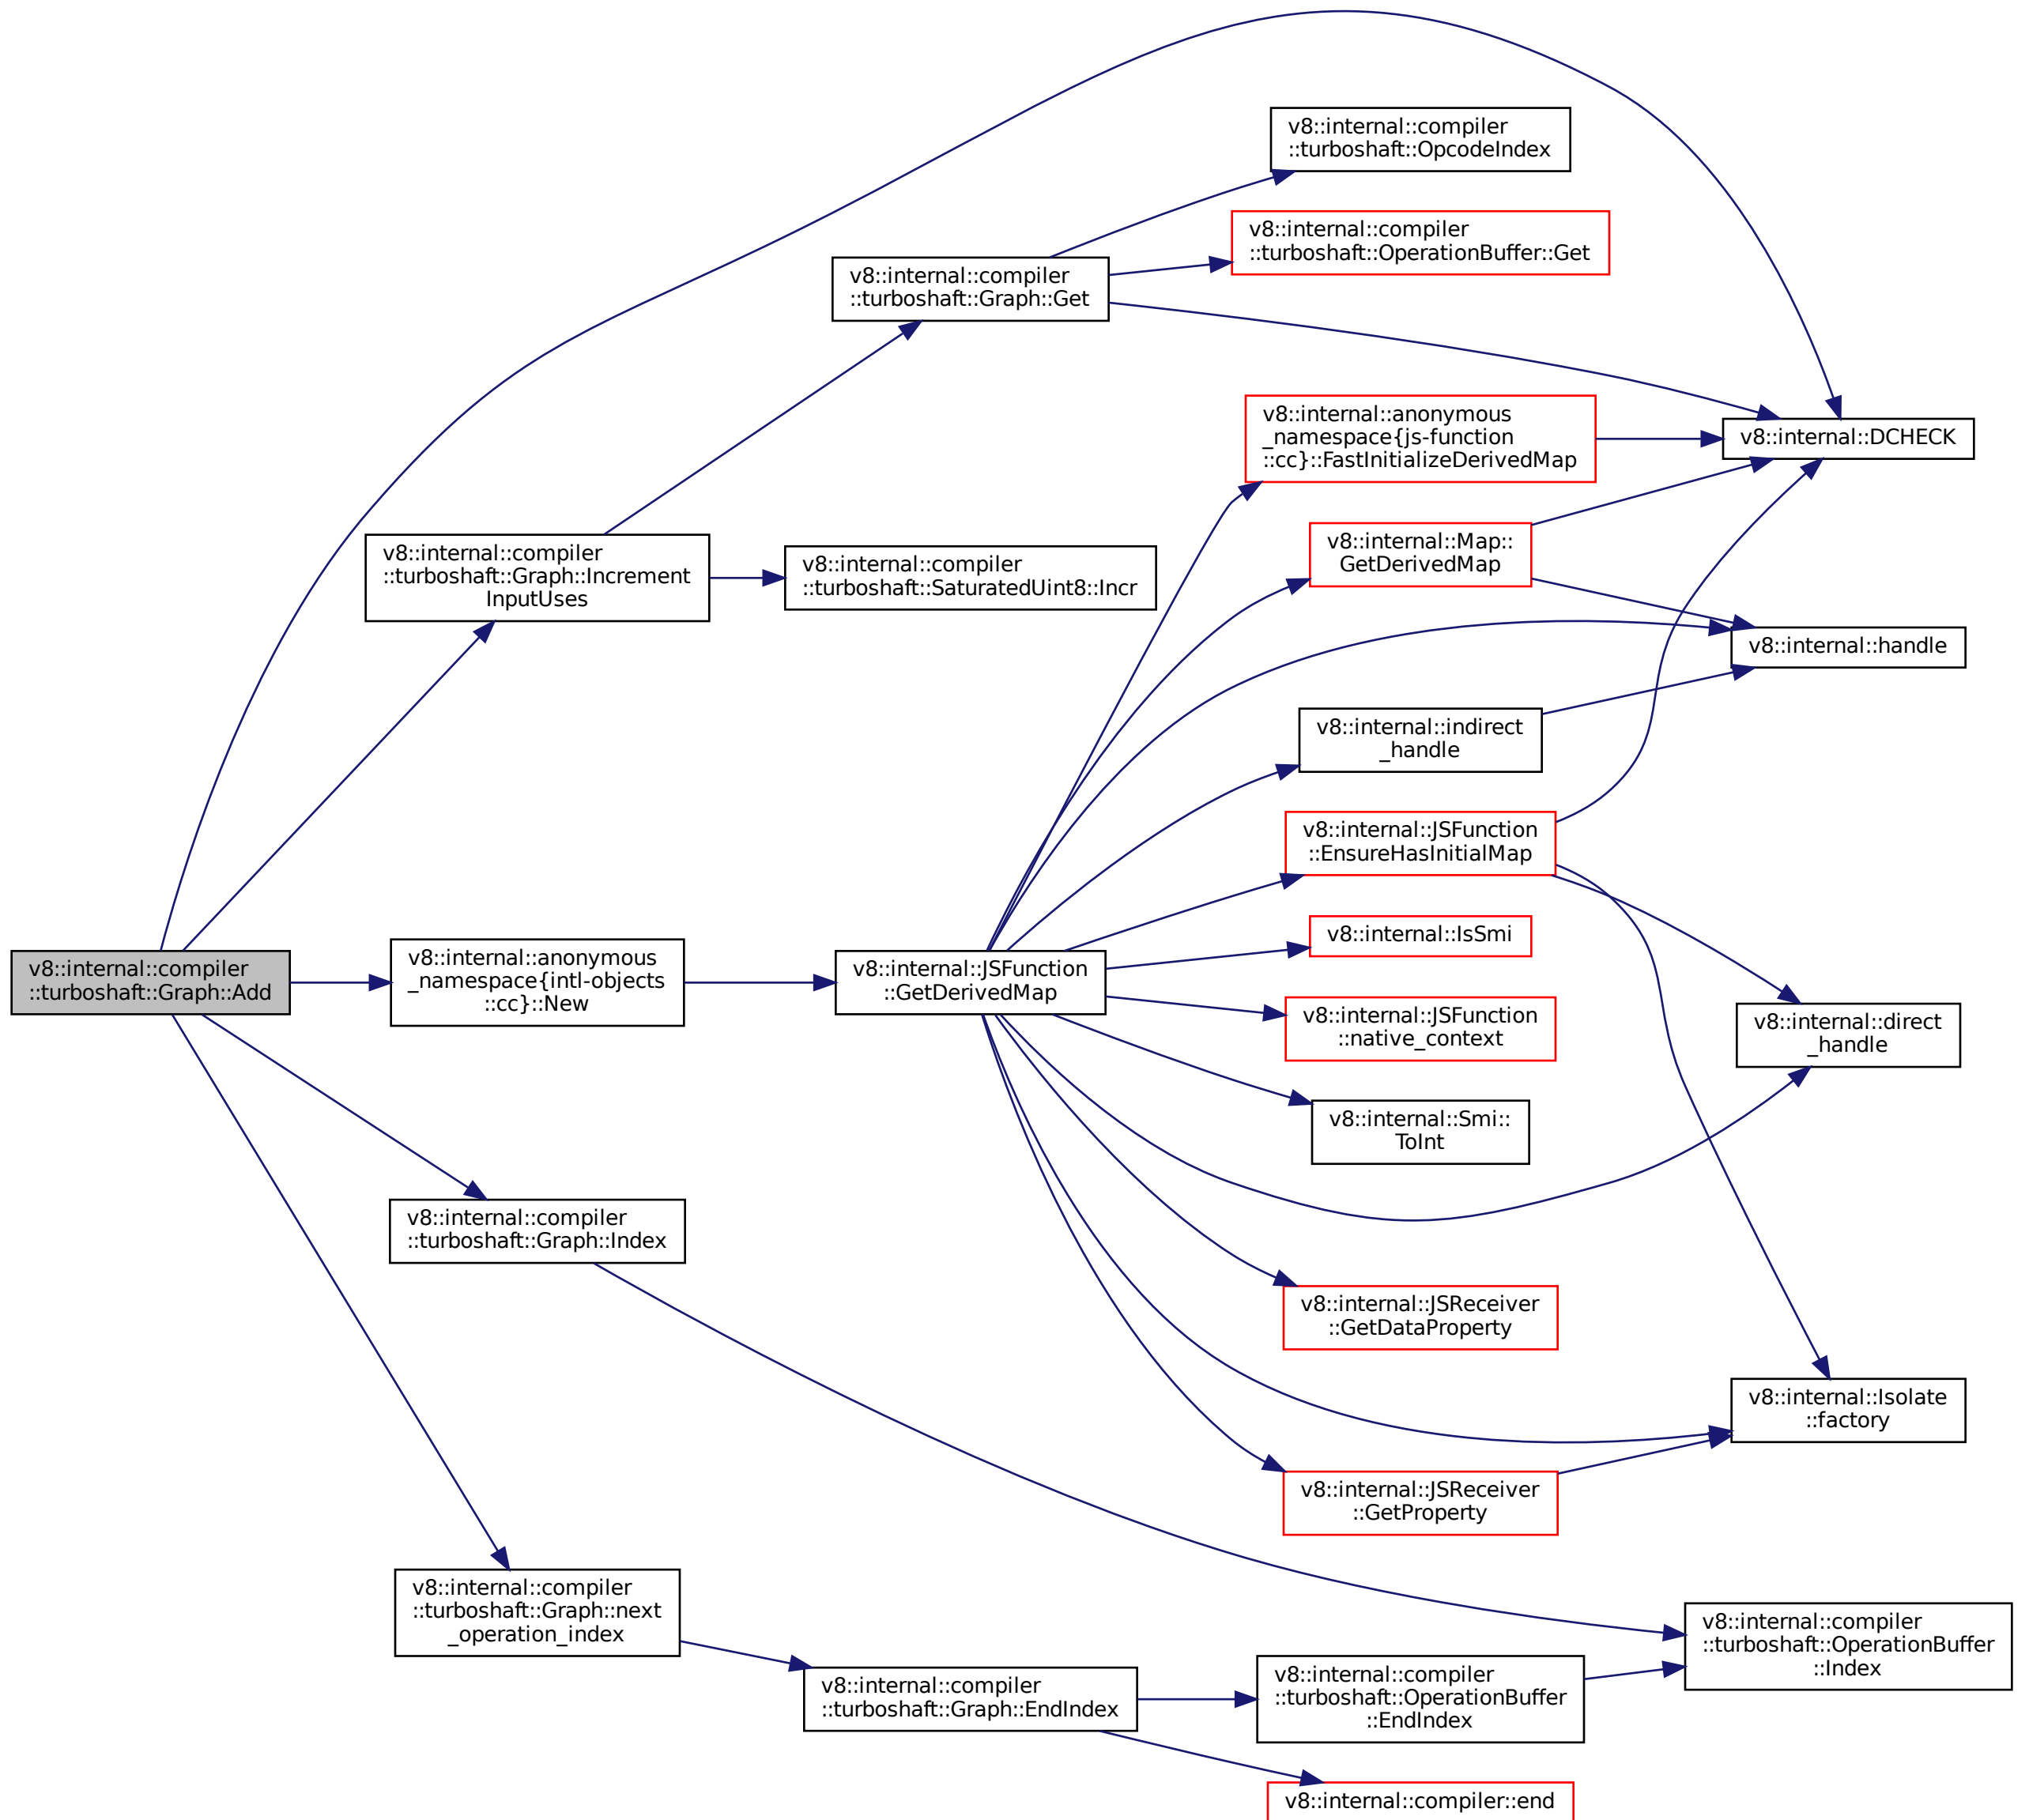 v8::internal::compiler
::turboshaft::OpcodeIndex
v8::internal::compiler
::turboshaft::OperationBuffer::Get
v8::internal::compiler
::turboshaft::Graph::Get
v8::internal::anonymous
_namespace{js-function
::cc}::FastInitializeDerivedMap
v8::internal::DCHECK
v8::internal::Map::
GetDerivedMap
v8::internal::compiler
::turboshaft::Graph::Increment
InputUses
v8::internal::compiler
::turboshaft::SaturatedUint8::Incr
v8::internal::handle
v8::internal::indirect
_handle
v8::internal::JSFunction
::EnsureHasInitialMap
v8::internal::IsSmi
v8::internal::compiler
::turboshaft::Graph::Add
v8::internal::anonymous
_namespace{intl-objects
::cc}::New
v8::internal::JSFunction
::GetDerivedMap
v8::internal::JSFunction
::native_context
v8::internal::direct
_handle
v8::internal::Smi::
ToInt
v8::internal::compiler
::turboshaft::Graph::Index
v8::internal::JSReceiver
::GetDataProperty
v8::internal::Isolate
::factory
v8::internal::JSReceiver
::GetProperty
v8::internal::compiler
::turboshaft::Graph::next
_operation_index
v8::internal::compiler
::turboshaft::OperationBuffer
::Index
v8::internal::compiler
::turboshaft::Graph::EndIndex
v8::internal::compiler
::turboshaft::OperationBuffer
::EndIndex
v8::internal::compiler::end